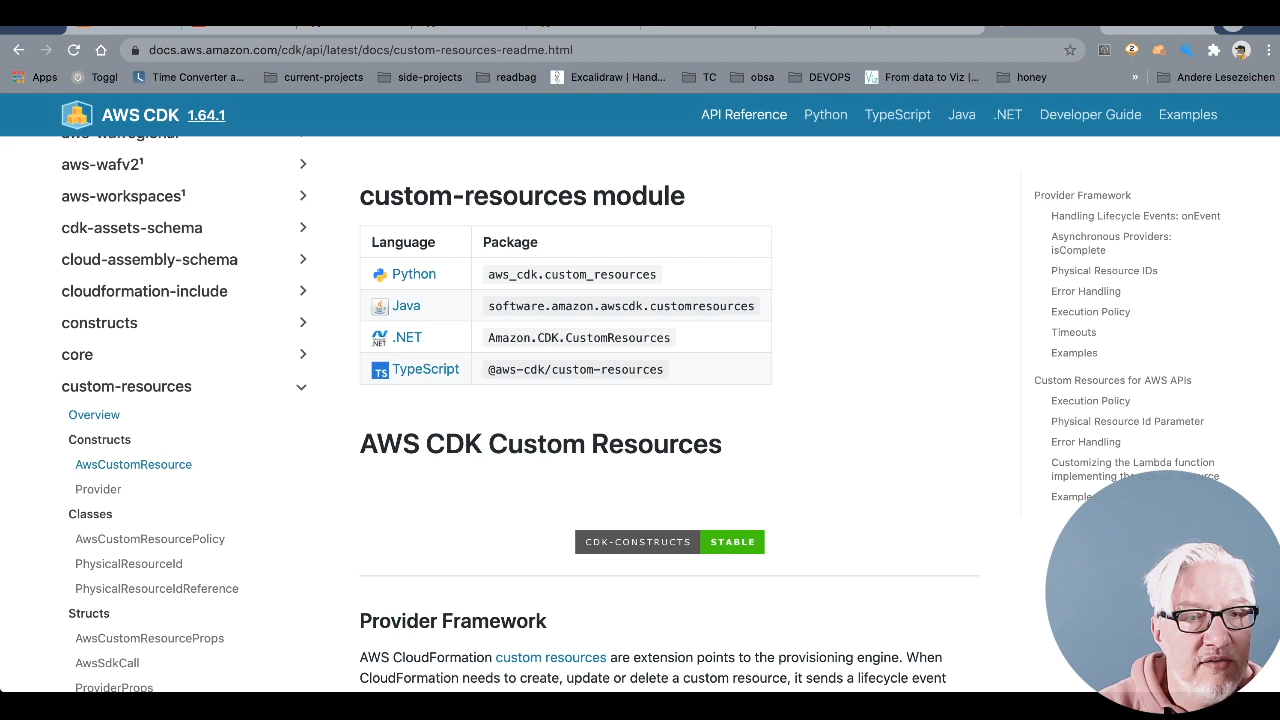 docs.aws.amazon.com/cdk/api/latest/docs/custom-resources-readme.html
Apps Toggl Time Converter a... current-projects side-projects readbag Excalidraw | Hand... TC obsa DEVOPS From data to Viz |... honey » Andere Lesezeichen
AWS CDK 1.64.1 API Reference Python TypeScript Java .NET Developer Guide Examples
aws-wafregional
aws-wafv2¹
aws-workspaces¹
cdk-assets-schema
cloud-assembly-schema
cloudformation-include
constructs
core
custom-resources
Overview
Constructs
AwsCustomResource
Provider
Classes
AwsCustomResourcePolicy
PhysicalResourceId
PhysicalResourceIdReference
Structs
AwsCustomResourceProps
AwsSdkCall
ProviderProps
custom-resources module
Language Package
Python aws_cdk.custom_resources
Java software.amazon.awscdk.customresources
.NET Amazon.CDK.CustomResources
TypeScript @aws-cdk/custom-resources
AWS CDK Custom Resources
CDK-CONSTRUCTS STABLE
Provider Framework
AWS CloudFormation custom resources are extension points to the provisioning engine. When
CloudFormation needs to create, update or delete a custom resource, it sends a lifecycle event
Provider Framework
Handling Lifecycle Events: onEvent
Asynchronous Providers:
isComplete
Physical Resource IDs
Error Handling
Execution Policy
Timeouts
Examples
Custom Resources for AWS APIs
Execution Policy
Physical Resource Id Parameter
Error Handling
Customizing the Lambda function
implementing the